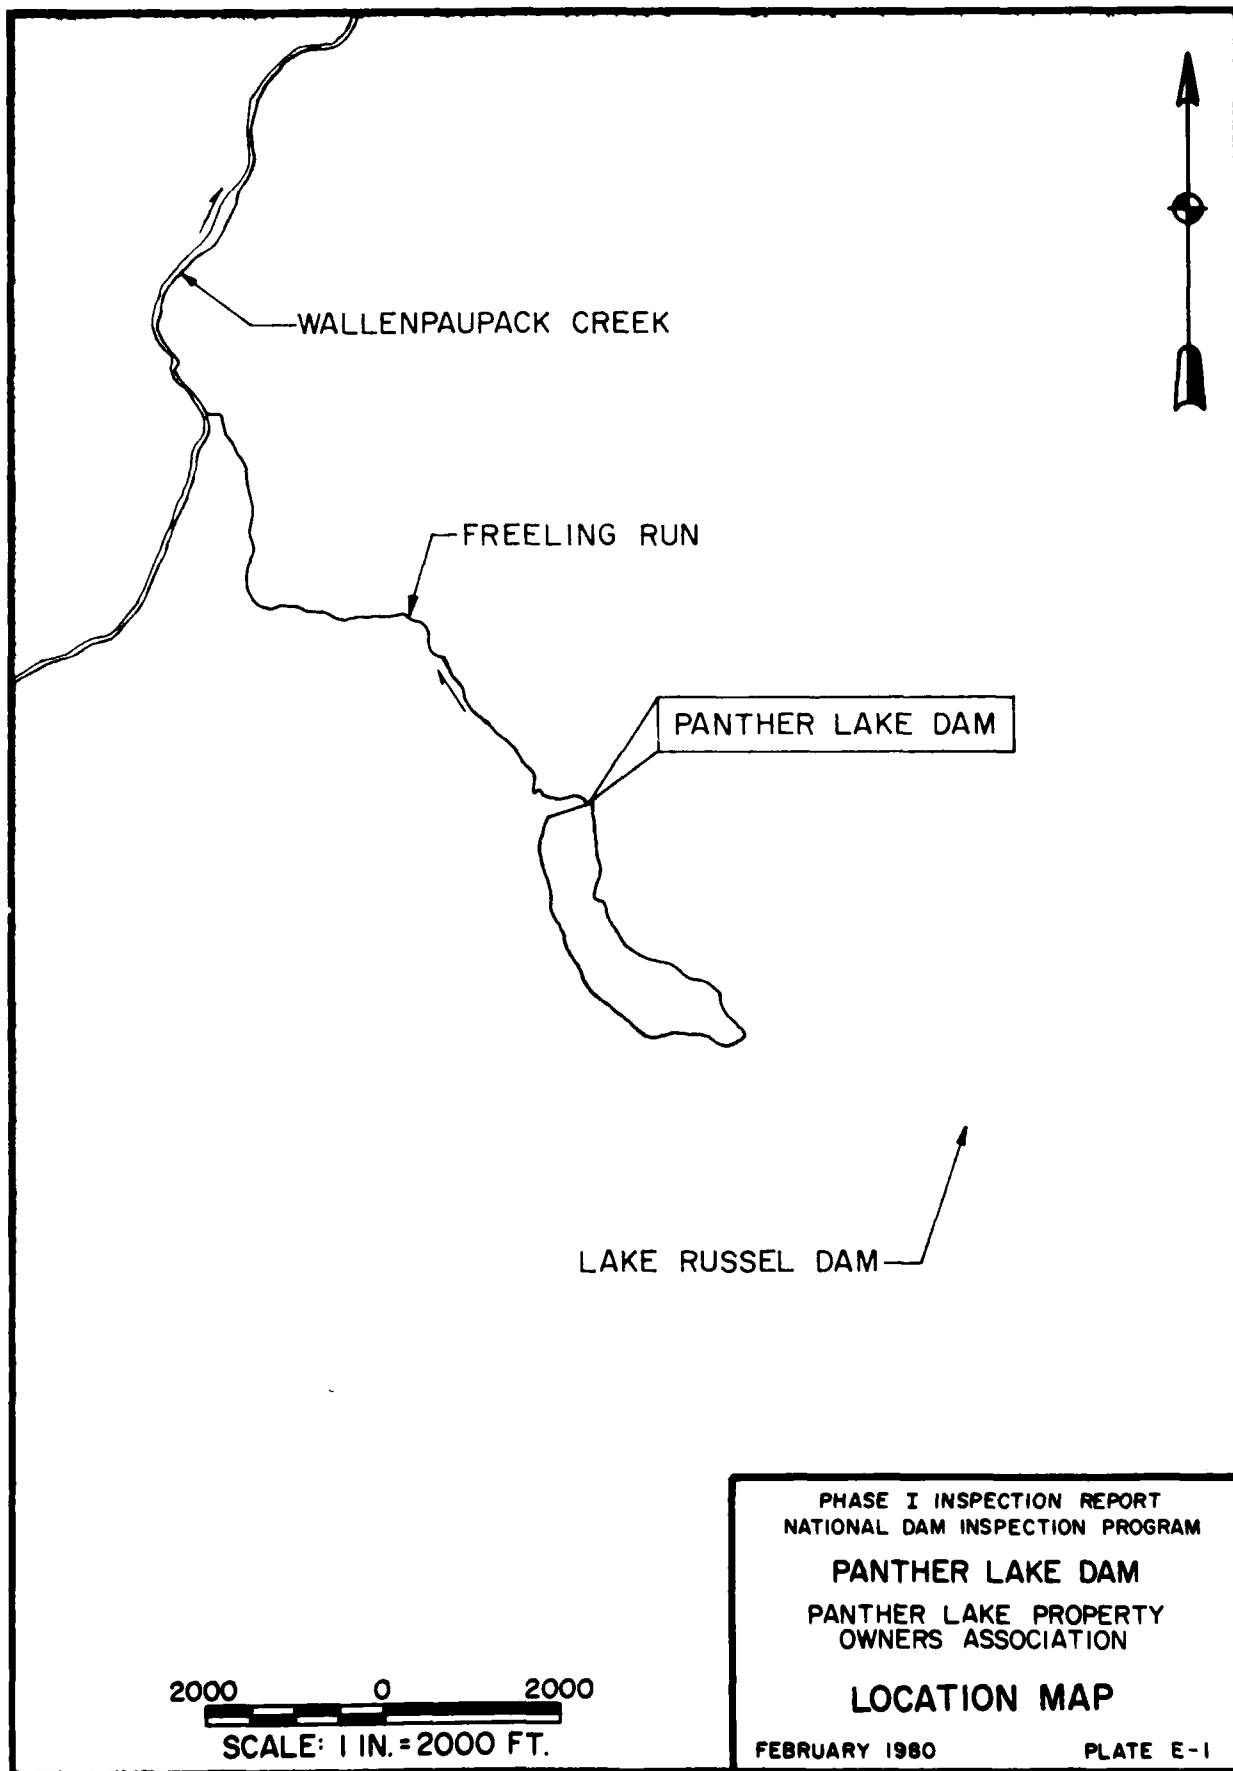 WALLENPAUPACK CREEK
FREELING RUN
PANTHER LAKE DAM
LAKE RUSSEL DAM
2000 0 2000
SCALE: 1 IN. = 2000 FT.
PHASE I INSPECTION REPORT
NATIONAL DAM INSPECTION PROGRAM
PANTHER LAKE DAM
PANTHER LAKE PROPERTY
OWNERS ASSOCIATION
LOCATION MAP
FEBRUARY 1980 PLATE E-1